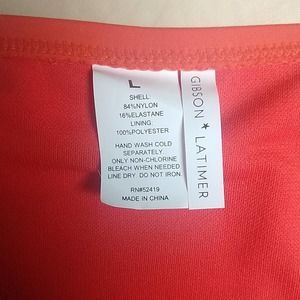 L
SHELL:
84%NYLON
16%ELASTANE
LINING:
100%POLYESTER
HAND WASH COLD
SEPARATELY.
ONLY NON-CHLORINE
BLEACH WHEN NEEDED.
LINE DRY. DO NOT IRON.
RN#52419
MADE IN CHINA
GIBSON ★ LATIMER